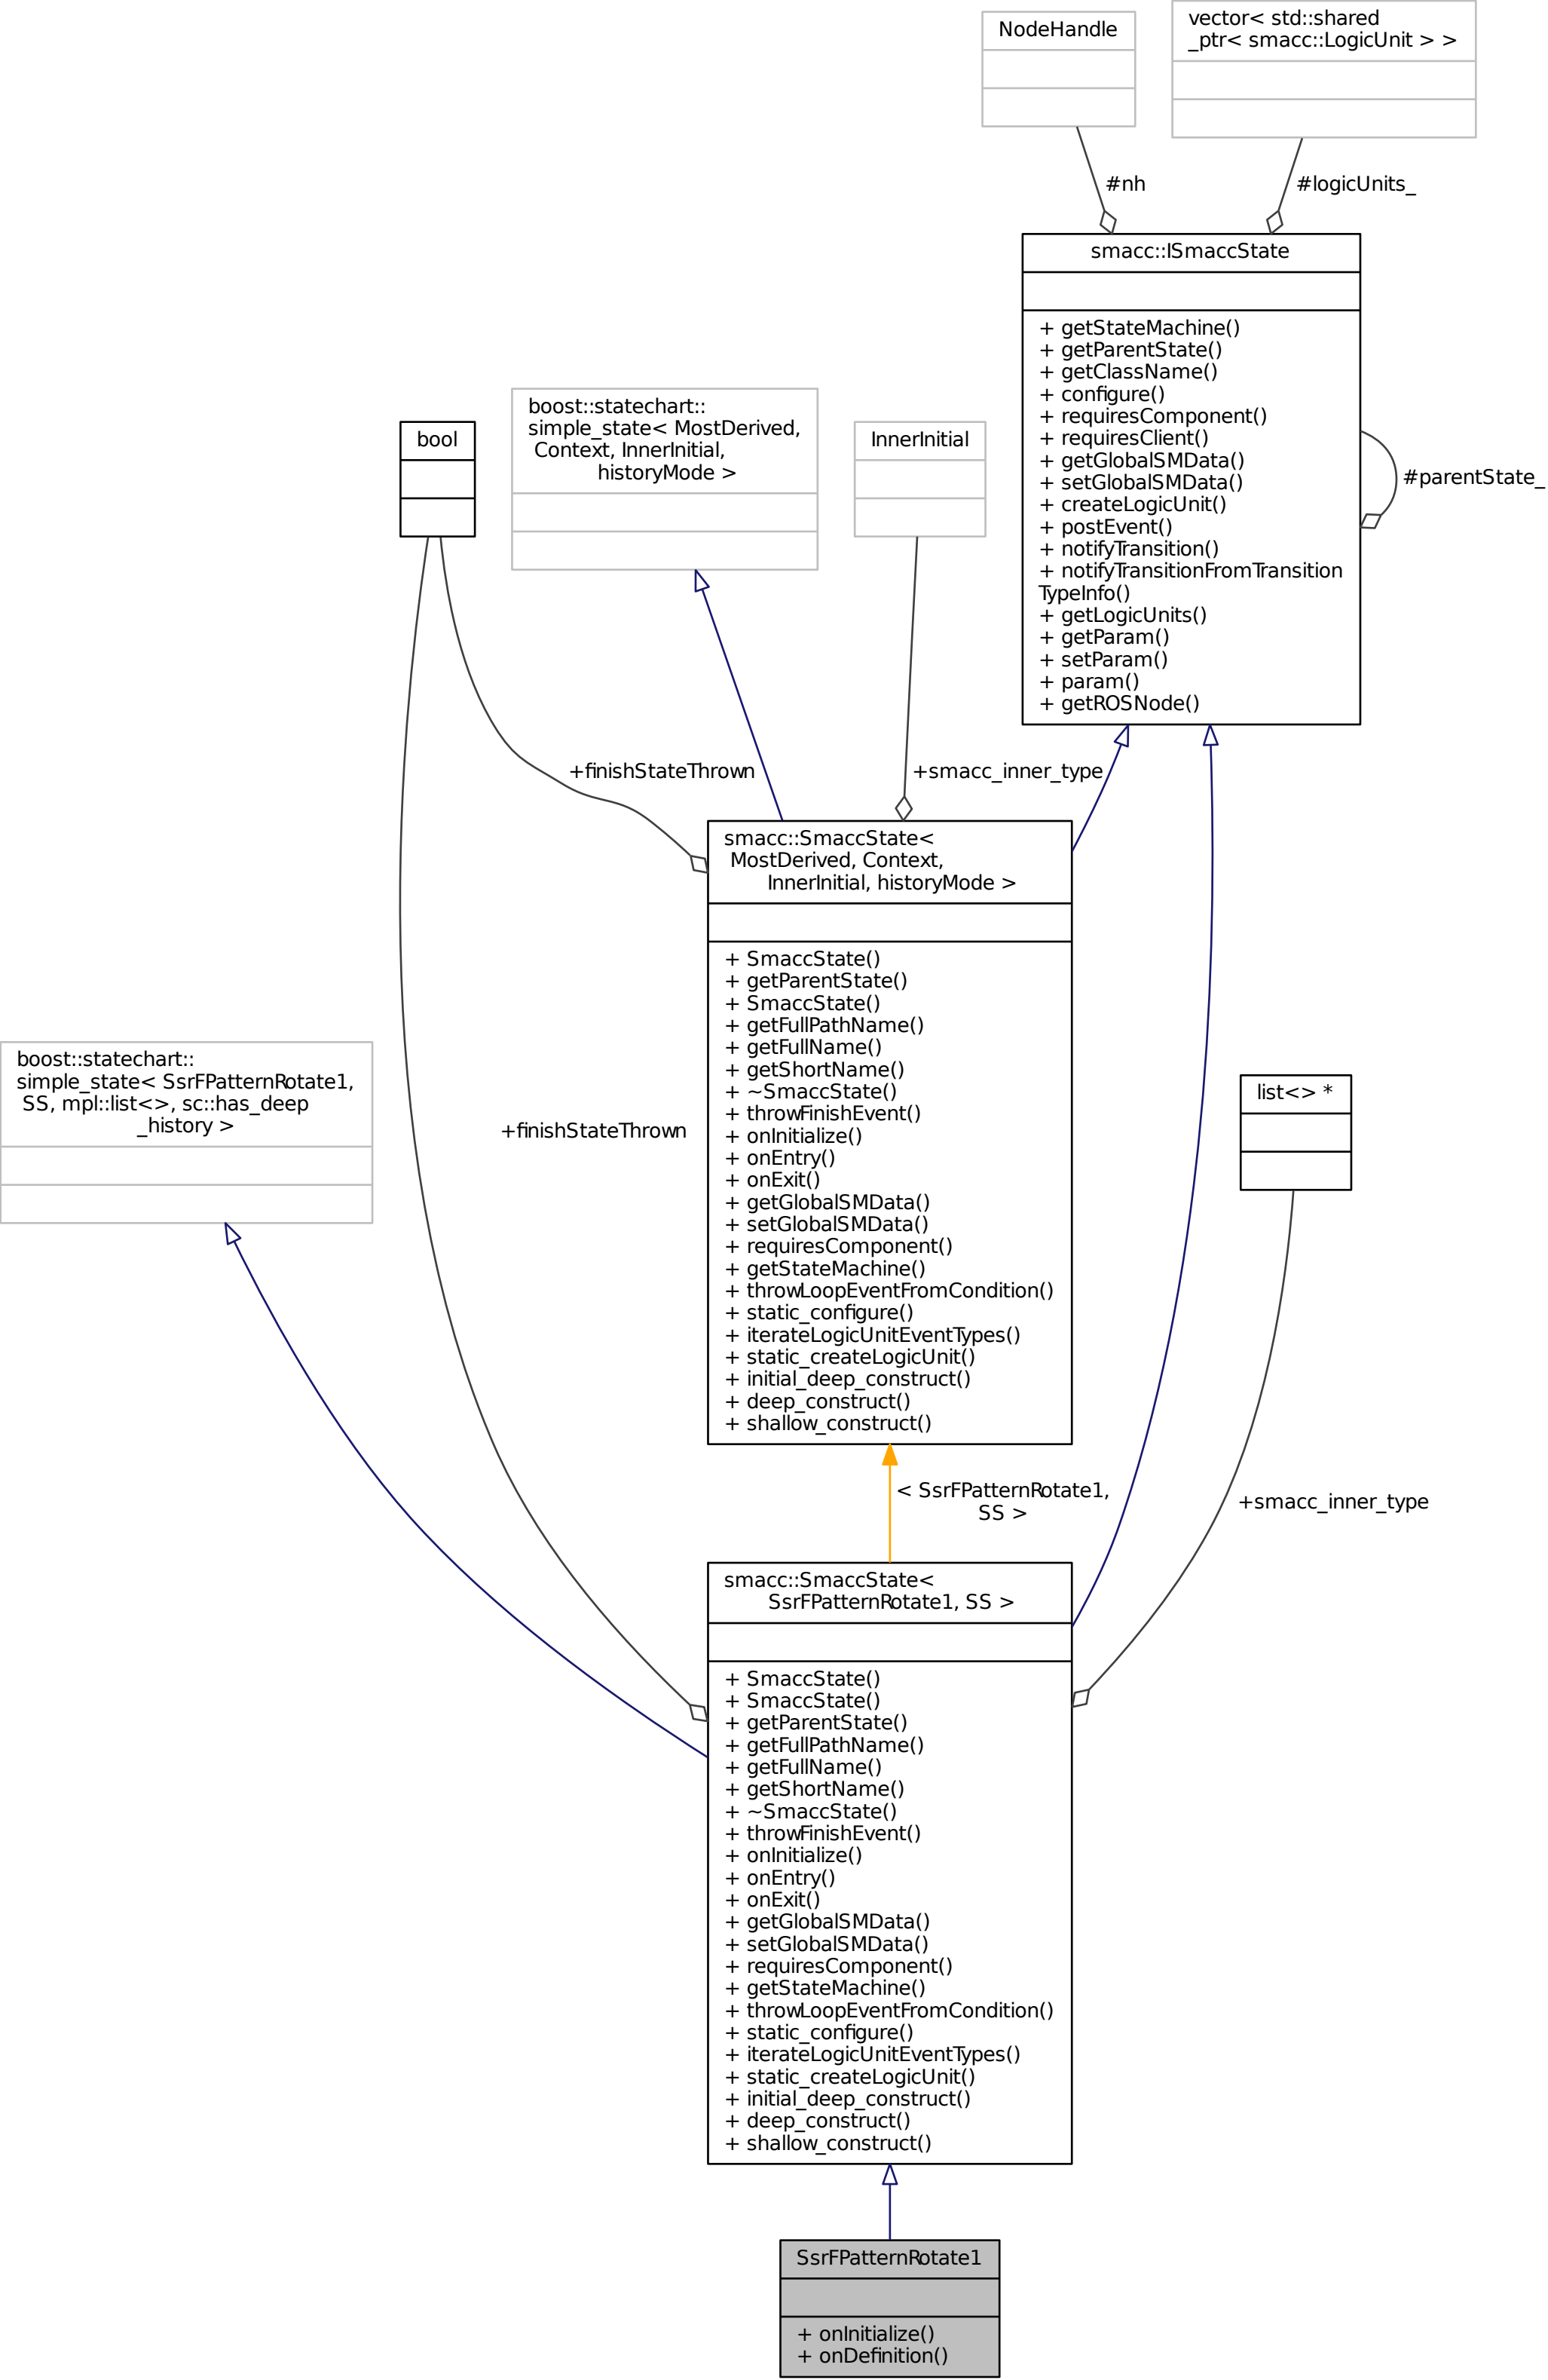 NodeHandle
vector< std::shared
_ptr< smacc::LogicUnit > >
#nh
#logicUnits_
smacc::ISmaccState
+ getStateMachine()
+ getParentState()
+ getClassName()
+ configure()
+ requiresComponent()
+ requiresClient()
+ getGlobalSMData()
+ setGlobalSMData()
+ createLogicUnit()
+ postEvent()
+ notifyTransition()
+ notifyTransitionFromTransition
TypeInfo()
+ getLogicUnits()
+ getParam()
+ setParam()
+ param()
+ getROSNode()
#parentState_
bool
boost::statechart::
simple_state< MostDerived,
Context, InnerInitial,
historyMode >
InnerInitial
+finishStateThrown
+smacc_inner_type
smacc::SmaccState<
MostDerived, Context,
InnerInitial, historyMode >
+ SmaccState()
+ getParentState()
+ SmaccState()
+ getFullPathName()
+ getFullName()
+ getShortName()
+ ~SmaccState()
+ throwFinishEvent()
+ onInitialize()
+ onEntry()
+ onExit()
+ getGlobalSMData()
+ setGlobalSMData()
+ requiresComponent()
+ getStateMachine()
+ throwLoopEventFromCondition()
+ static_configure()
+ iterateLogicUnitEventTypes()
+ static_createLogicUnit()
+ initial_deep_construct()
+ deep_construct()
+ shallow_construct()
boost::statechart::
simple_state< SsrFPatternRotate1,
SS, mpl::list<>, sc::has_deep
_history >
+finishStateThrown
list<> *
< SsrFPatternRotate1,
SS >
+smacc_inner_type
smacc::SmaccState<
SsrFPatternRotate1, SS >
+ SmaccState()
+ SmaccState()
+ getParentState()
+ getFullPathName()
+ getFullName()
+ getShortName()
+ ~SmaccState()
+ throwFinishEvent()
+ onInitialize()
+ onEntry()
+ onExit()
+ getGlobalSMData()
+ setGlobalSMData()
+ requiresComponent()
+ getStateMachine()
+ throwLoopEventFromCondition()
+ static_configure()
+ iterateLogicUnitEventTypes()
+ static_createLogicUnit()
+ initial_deep_construct()
+ deep_construct()
+ shallow_construct()
SsrFPatternRotate1
+ onInitialize()
+ onDefinition()